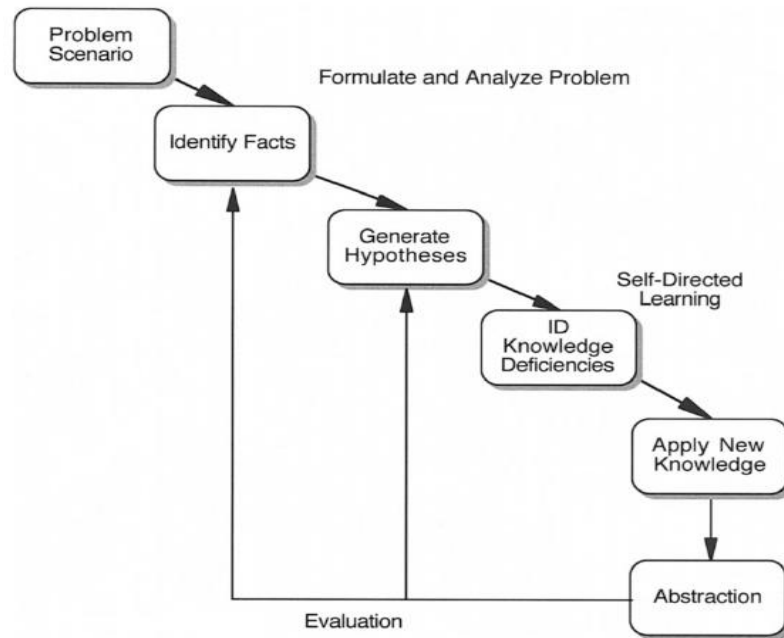 Problem
Scenario
Formulate and Analyze Problem
Identify Facts
Generate
Hypotheses
Self-Directed
Learning
ID
Knowledge
Deficiencies
Apply New
Knowledge
Abstraction
Evaluation